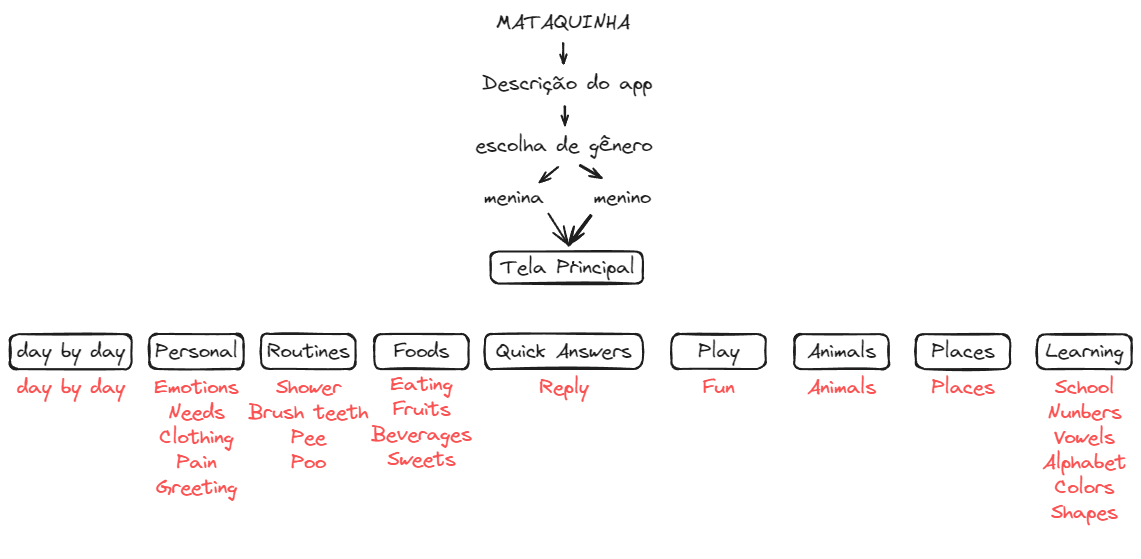 MATAQUINHA
Descrição do app
escolha de gênero
menina menino
Tela Principal
day by day Personal Routines Foods Quick Answers Play Animals Places Learning
day by day Emotions Shower Eating Reply Fun Animals Places School
Needs Brush teeth Fruits Nunbers
Clothing Pee Beverages Vowels
Pain Poo Sweets Alphabet
Greeting Colors
Shapes